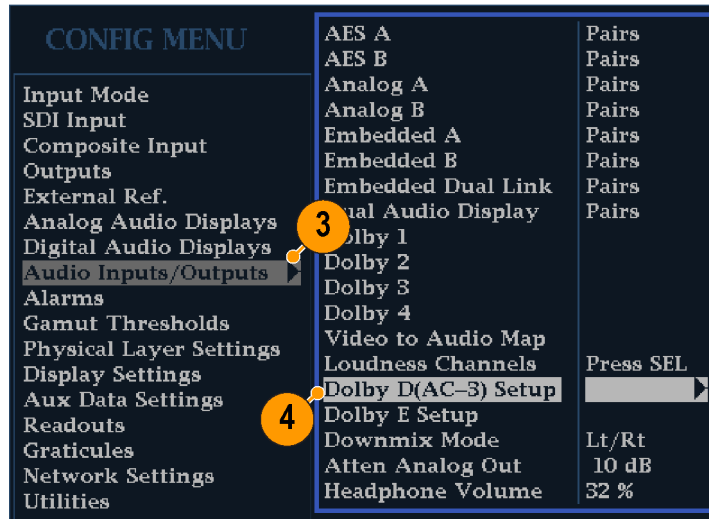 CONFIG MENU
Input Mode
SDI Input
Composite Input
Outputs
External Ref.
Analog Audio Displays
Digital Audio Displays
Audio Inputs/Outputs
Alarms
Gamut Thresholds
Physical Layer Settings
Display Settings
Aux Data Settings
Readouts
Graticules
Network Settings
Utilities
3
4
AES A Pairs
AES B Pairs
Analog A Pairs
Analog B Pairs
Embedded A Pairs
Embedded B Pairs
Embedded Dual Link Pairs
Audio Display Pairs
Dolby 1
Dolby 2
Dolby 3
Dolby 4
Video to Audio Map
Loudness Channels Press SEL
Dolby D(AC–3) Setup
Dolby E Setup
Downmix Mode Lt/Rt
Atten Analog Out 10 dB
Headphone Volume 32 %